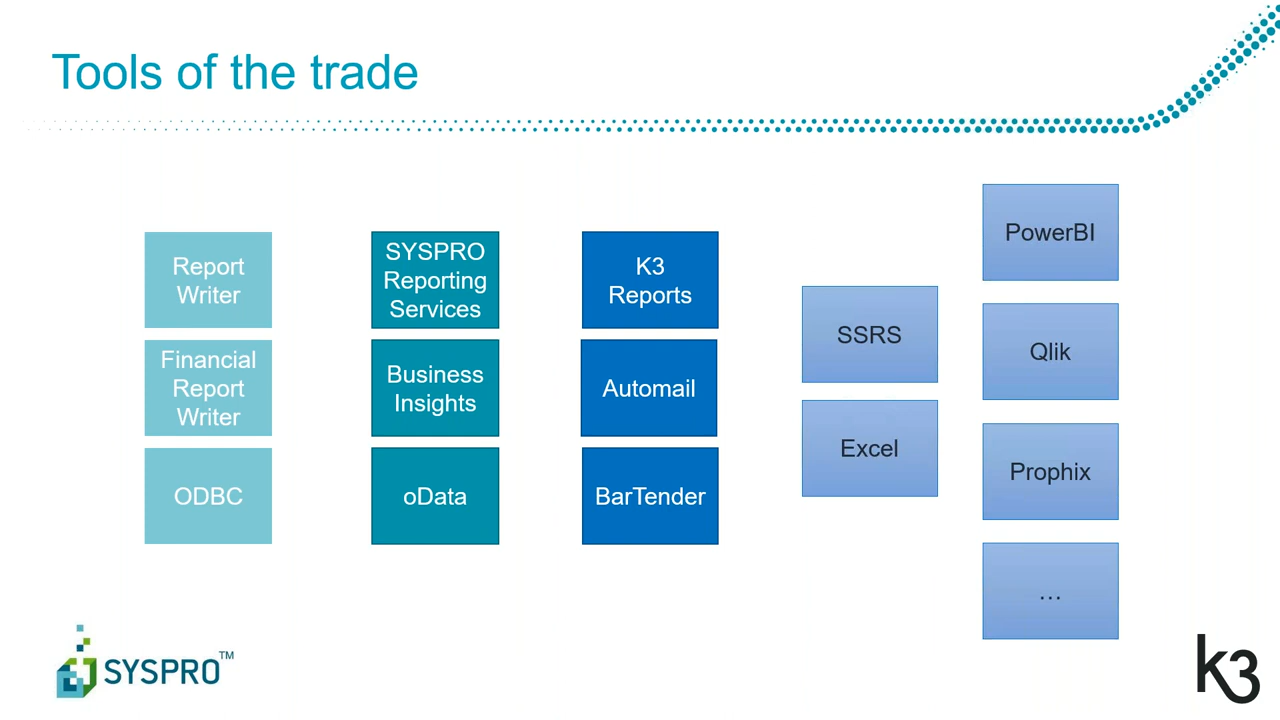 Tools of the trade
Report
Writer
Financial
Report
Writer
ODBC
SYSPRO
Reporting
Services
Business
Insights
oData
K3
Reports
Automail
BarTender
SSRS
Excel
PowerBI
Qlik
Prophix
...
SYSPRO™
k3